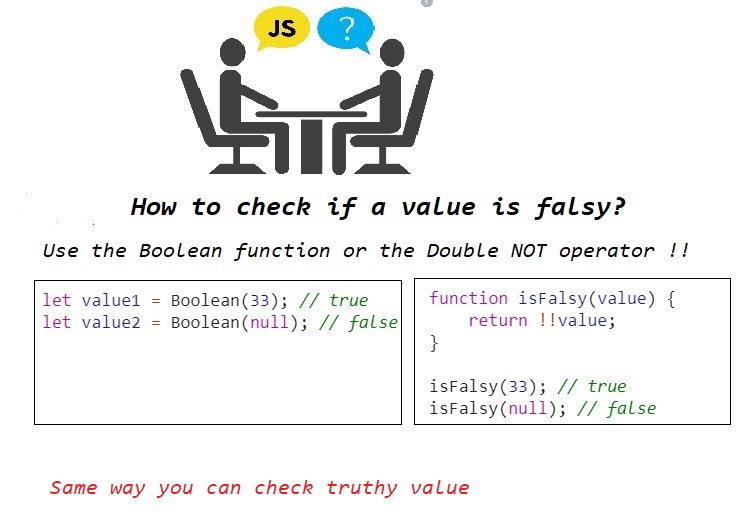 JS ?
How to check if a value is falsy?
Use the Boolean function or the Double NOT operator !!
let value1 = Boolean(33); // true
let value2 = Boolean(null); // false
function isFalsy(value) {
return !!value;
}
isFalsy(33); // true
isFalsy(null); // false
Same way you can check truthy value